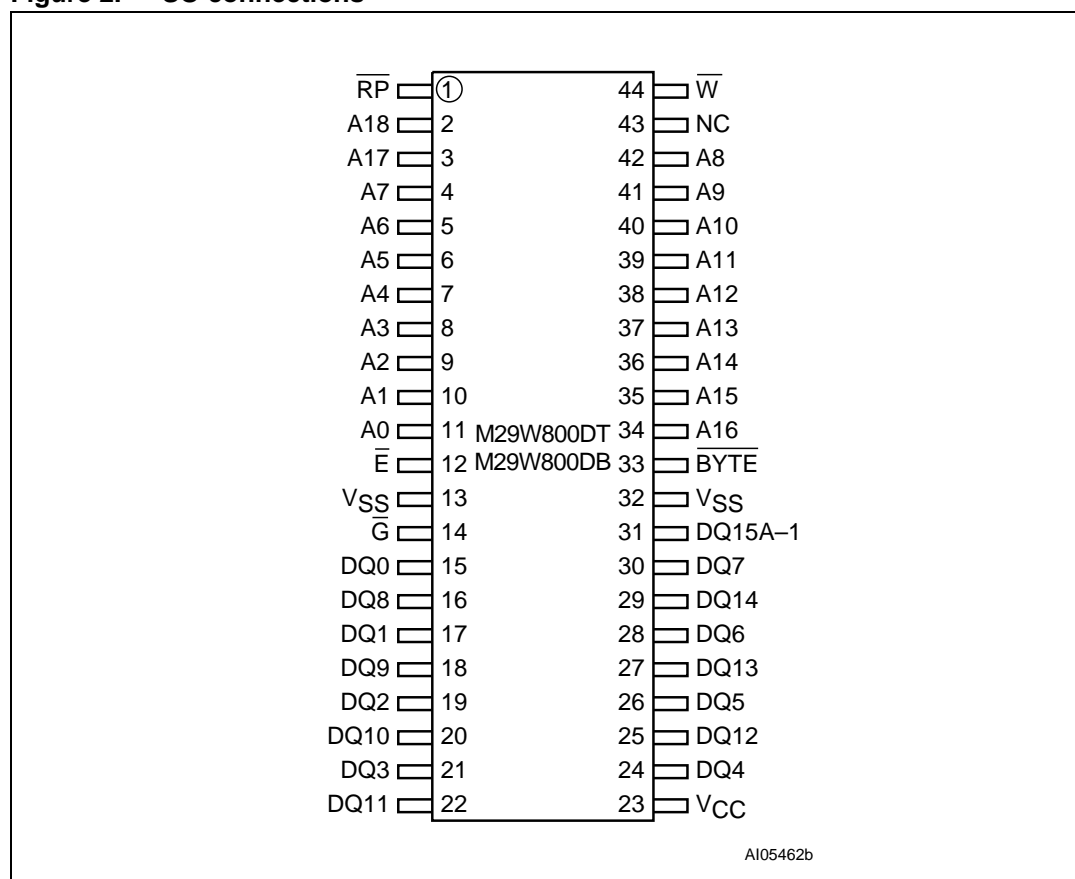 RP 1 44 W
A18 2 43 NC
A17 3 42 A8
A7 4 41 A9
A6 5 40 A10
A5 6 39 A11
A4 7 38 A12
A3 8 37 A13
A2 9 36 A14
A1 10 35 A15
A0 11 M29W800DT 34 A16
E 12 M29W800DB 33 BYTE
VSS 13 32 VSS
G 14 31 DQ15A–1
DQ0 15 30 DQ7
DQ8 16 29 DQ14
DQ1 17 28 DQ6
DQ9 18 27 DQ13
DQ2 19 26 DQ5
DQ10 20 25 DQ12
DQ3 21 24 DQ4
DQ11 22 23 VCC
AI05462b